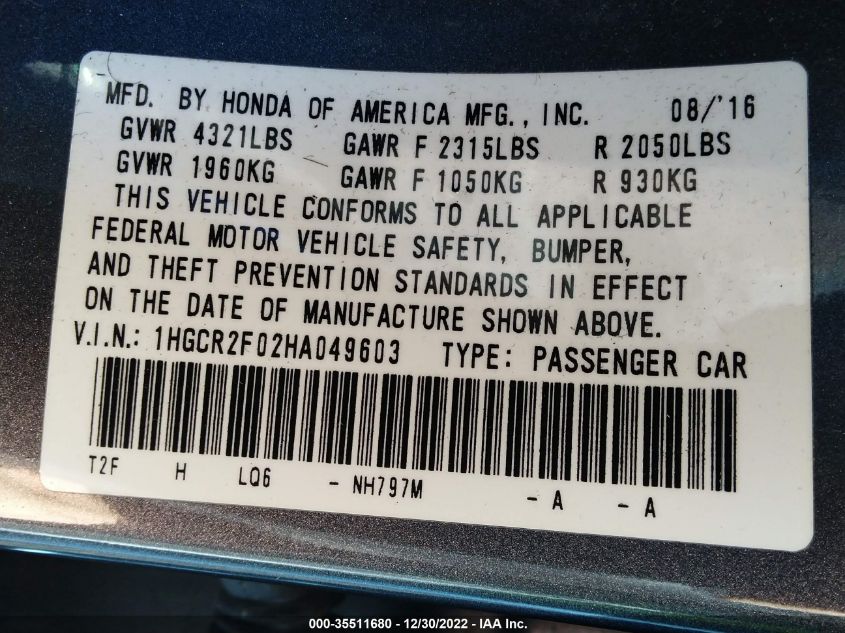 MFD. BY HONDA OF AMERICA MFG., INC. 08/'16
GVWR 4321LBS GAWR F 2315LBS R 2050LBS
GVWR 1960KG GAWR F 1050KG R 930KG
THIS VEHICLE CONFORMS TO ALL APPLICABLE
FEDERAL MOTOR VEHICLE SAFETY, BUMPER,
AND THEFT PREVENTION STANDARDS IN EFFECT
ON THE DATE OF MANUFACTURE SHOWN ABOVE.
V.I.N.: 1HGCR2F02HA049603 TYPE: PASSENGER CAR
T2F H LQ6 - NH797M - A - A
000-35511680 - 12/30/2022 - IAA Inc.